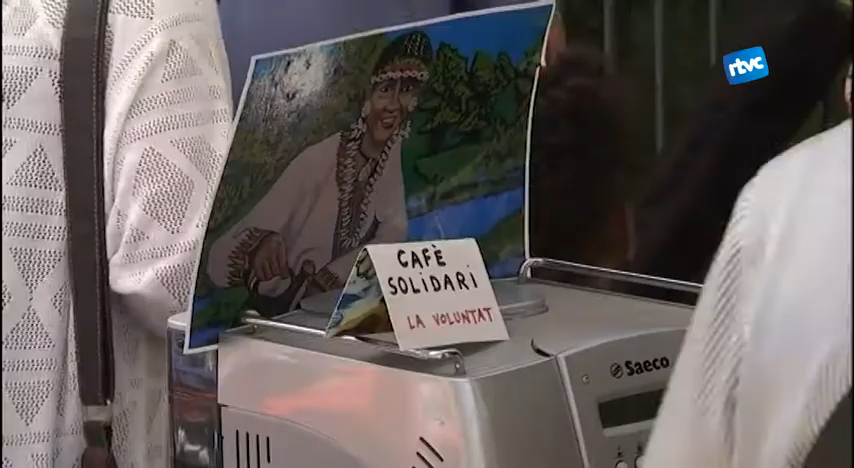 rtvc
CAFÈ
SOLIDARI
LA VOLUNTAT
Saeco